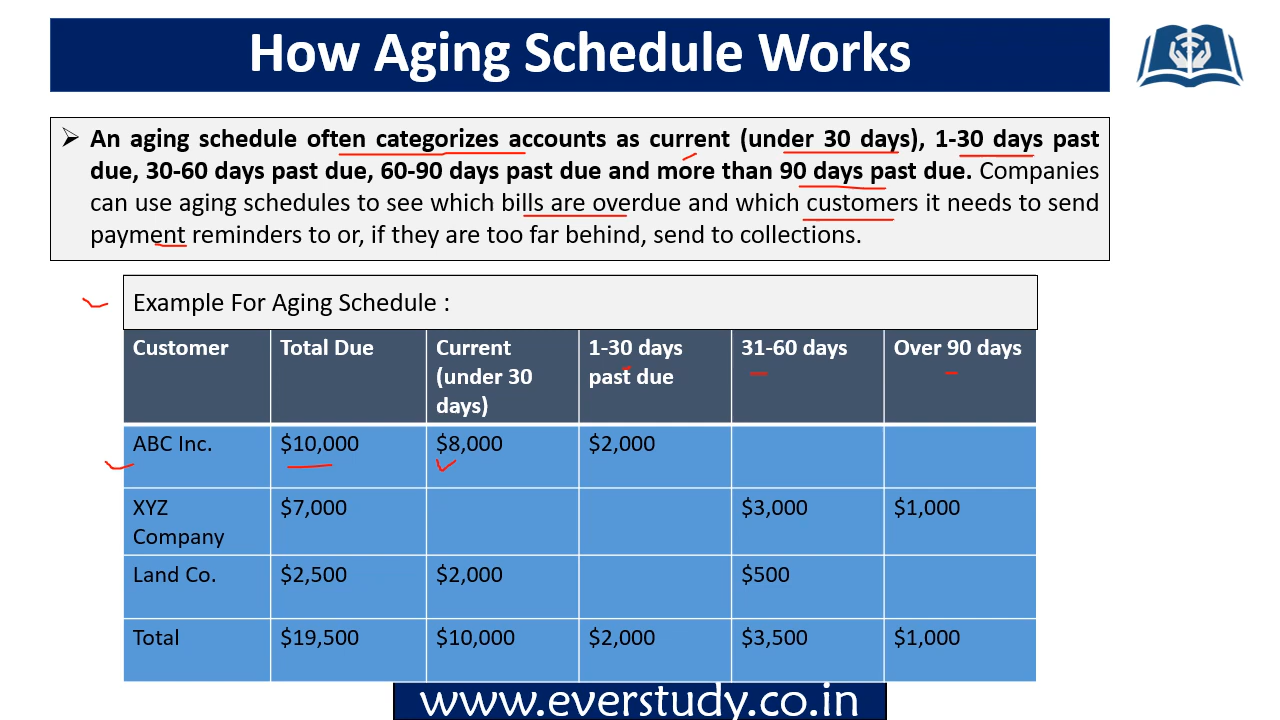 How Aging Schedule Works
An aging schedule often categorizes accounts as current (under 30 days), 1-30 days past
due, 30-60 days past due, 60-90 days past due and more than 90 days past due. Companies
can use aging schedules to see which bills are overdue and which customers it needs to send
payment reminders to or, if they are too far behind, send to collections.
Example For Aging Schedule :
Customer Total Due Current (under 30 days) 1-30 days past due 31-60 days Over 90 days
ABC Inc. $10,000 $8,000 $2,000
XYZ Company $7,000 $3,000 $1,000
Land Co. $2,500 $2,000 $500
Total $19,500 $10,000 $2,000 $3,500 $1,000
www.everstudy.co.in